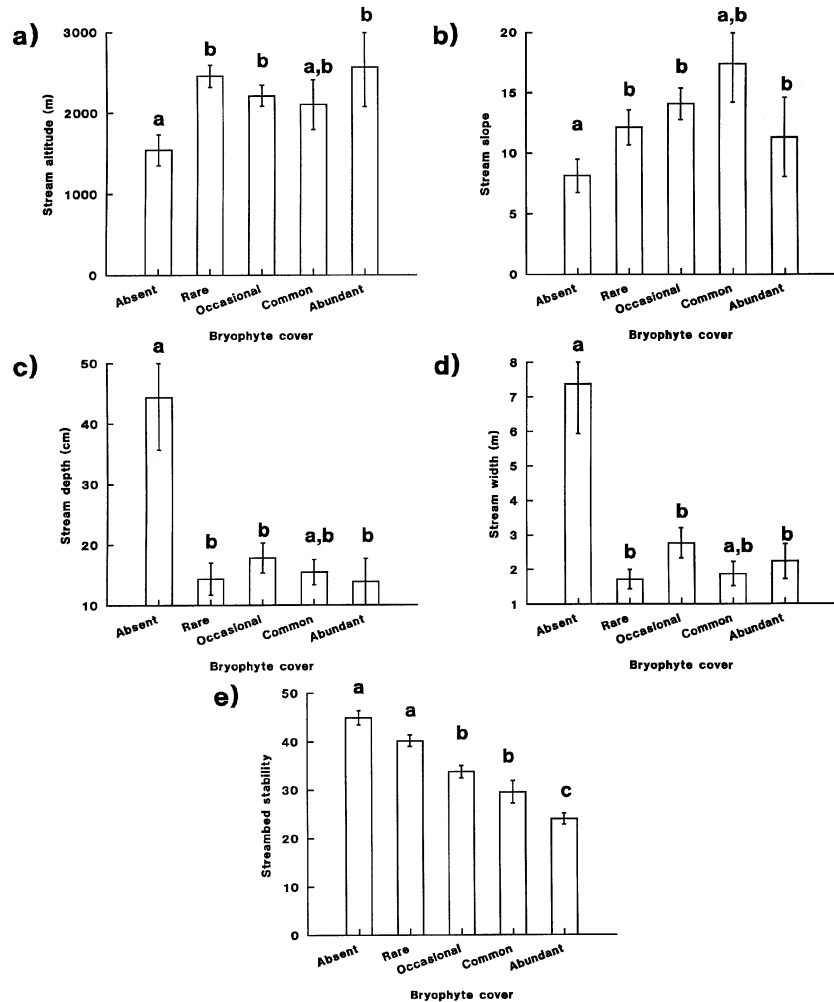 a)
Stream altitude (m)
3000
2000
1000
0
a
b
b
a,b
b
Absent
Rare
Occasional
Common
Abundant
Bryophyte cover
b)
Stream slope
20
15
10
5
0
a
b
b
a,b
b
Absent
Rare
Occasional
Common
Abundant
Bryophyte cover
c)
Stream depth (cm)
50
40
30
20
10
a
b
b
a,b
b
Absent
Rare
Occasional
Common
Abundant
Bryophyte cover
d)
Stream width (m)
8
7
6
5
4
3
2
1
a
b
b
a,b
b
Absent
Rare
Occasional
Common
Abundant
Bryophyte cover
e)
Streambed stability
50
40
30
20
10
0
a
a
b
b
c
Absent
Rare
Occasional
Common
Abundant
Bryophyte cover